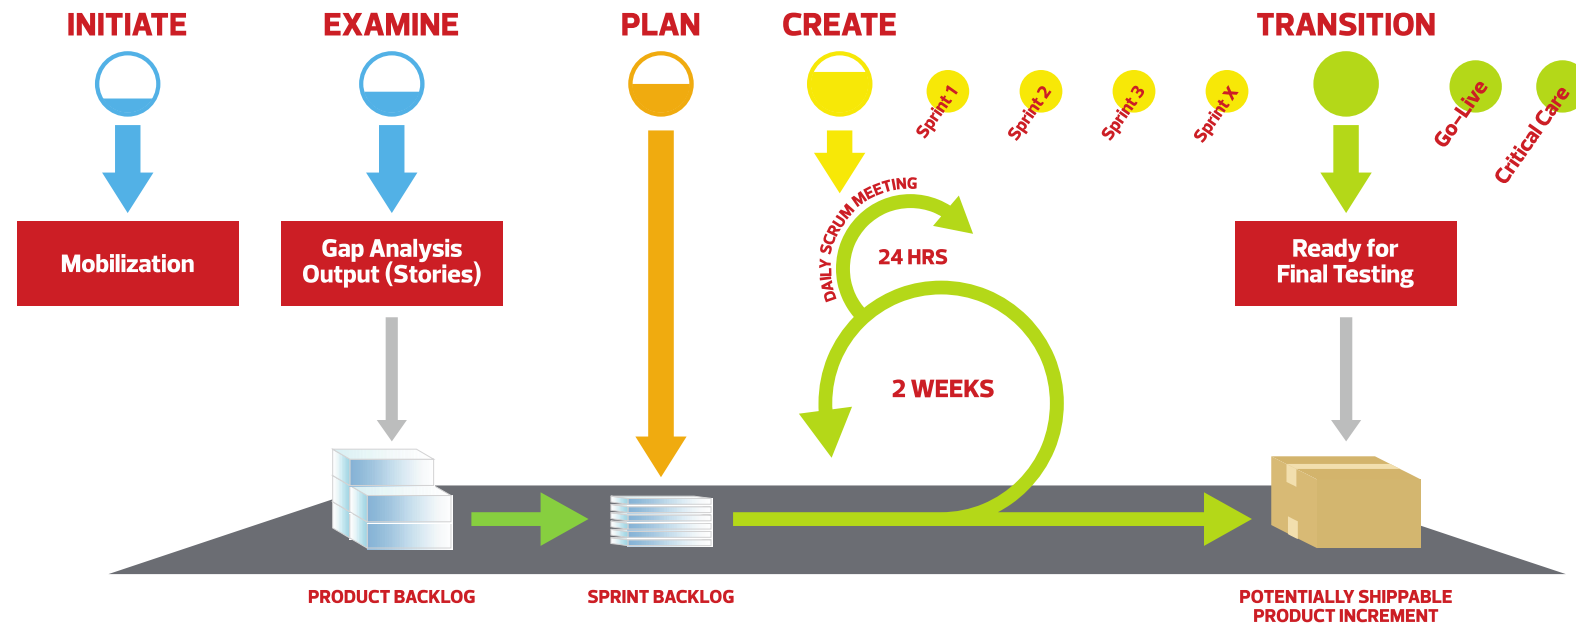 INITIATE
EXAMINE
PLAN
CREATE
TRANSITION
Sprint 1
Sprint 2
Sprint 3
Sprint X
Go-Live
Critical Care
Mobilization
Gap Analysis
Output (Stories)
DAILY SCRUM MEETING
24 HRS
2 WEEKS
Ready for
Final Testing
PRODUCT BACKLOG
SPRINT BACKLOG
POTENTIALLY SHIPPABLE
PRODUCT INCREMENT